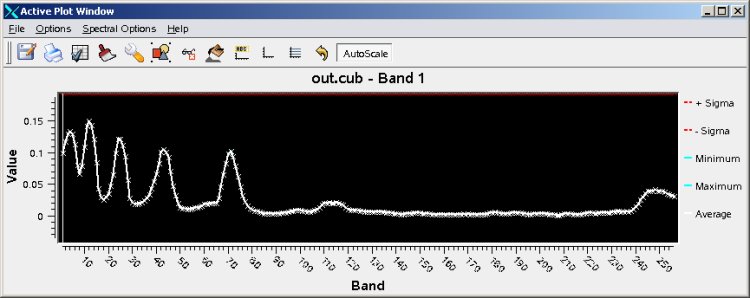 Active Plot Window
File Options Spectral Options Help
ABC
AutoScale
out.cub - Band 1
Value
0.15
0.1
0.05
0
+ Sigma
- Sigma
Minimum
Maximum
Average
10 20 30 40 50 60 70 80 90 100 110 120 130 140 150 160 170 180 190 200 210 220 230 240 250
Band